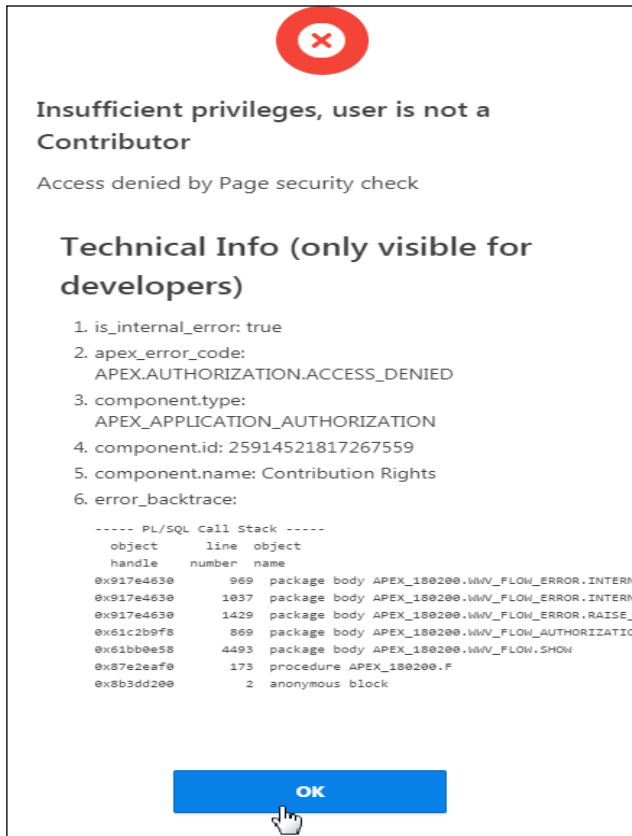 Insufficient privileges, user is not a
Contributor
Access denied by Page security check
Technical Info (only visible for
developers)
1. is_internal_error: true
2. apex_error_code:
APEX.AUTHORIZATION.ACCESS_DENIED
3. component.type:
APEX_APPLICATION_AUTHORIZATION
4. component.id: 25914521817267559
5. component.name: Contribution Rights
6. error_backtrace:
----- PL/SQL Call Stack -----
object line object
handle number name
0x917e4630 969 package body APEX_180200.WWV_FLOW_ERROR.INTERN
0x917e4630 1037 package body APEX_180200.WWV_FLOW_ERROR.INTERN
0x917e4630 1429 package body APEX_180200.WWV_FLOW_ERROR.RAISE_
0x61c2b9f8 869 package body APEX_180200.WWV_FLOW_AUTHORIZATIO
0x61bb0e58 4493 package body APEX_180200.WWV_FLOW.SHOW
0x87e2eaf0 173 procedure APEX_180200.F
0x8b3dd200 2 anonymous block
OK